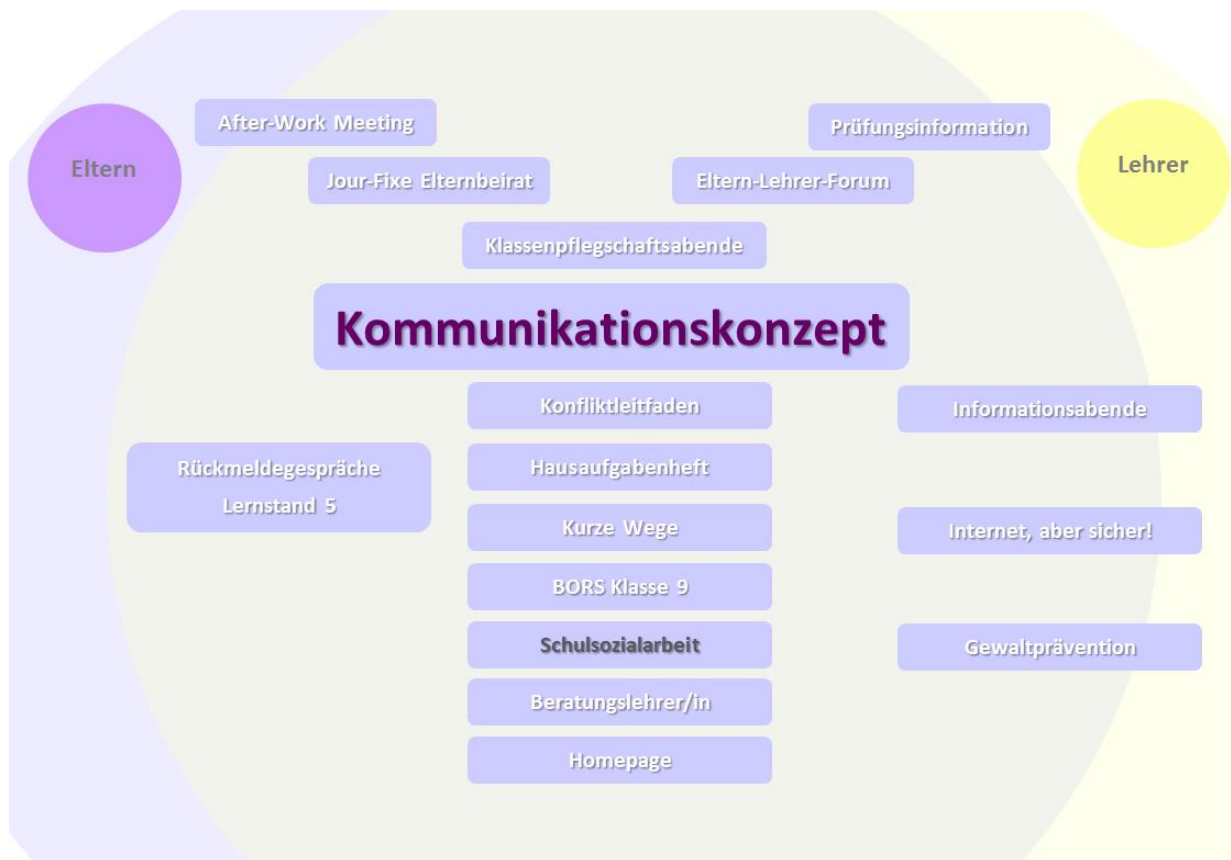 After-Work Meeting
Prüfungsinformation
Eltern
Lehrer
Jour-Fixe Elternbeirat
Eltern-Lehrer-Forum
Klassenpflegschaftsabende
Kommunikationskonzept
Konfliktleitfaden
Informationsabende
Rückmeldegespräche
Lernstand 5
Hausaufgabenheft
Kurze Wege
Internet, aber sicher!
BORS Klasse 9
Schulsozialarbeit
Gewaltprävention
Beratungslehrer/in
Homepage